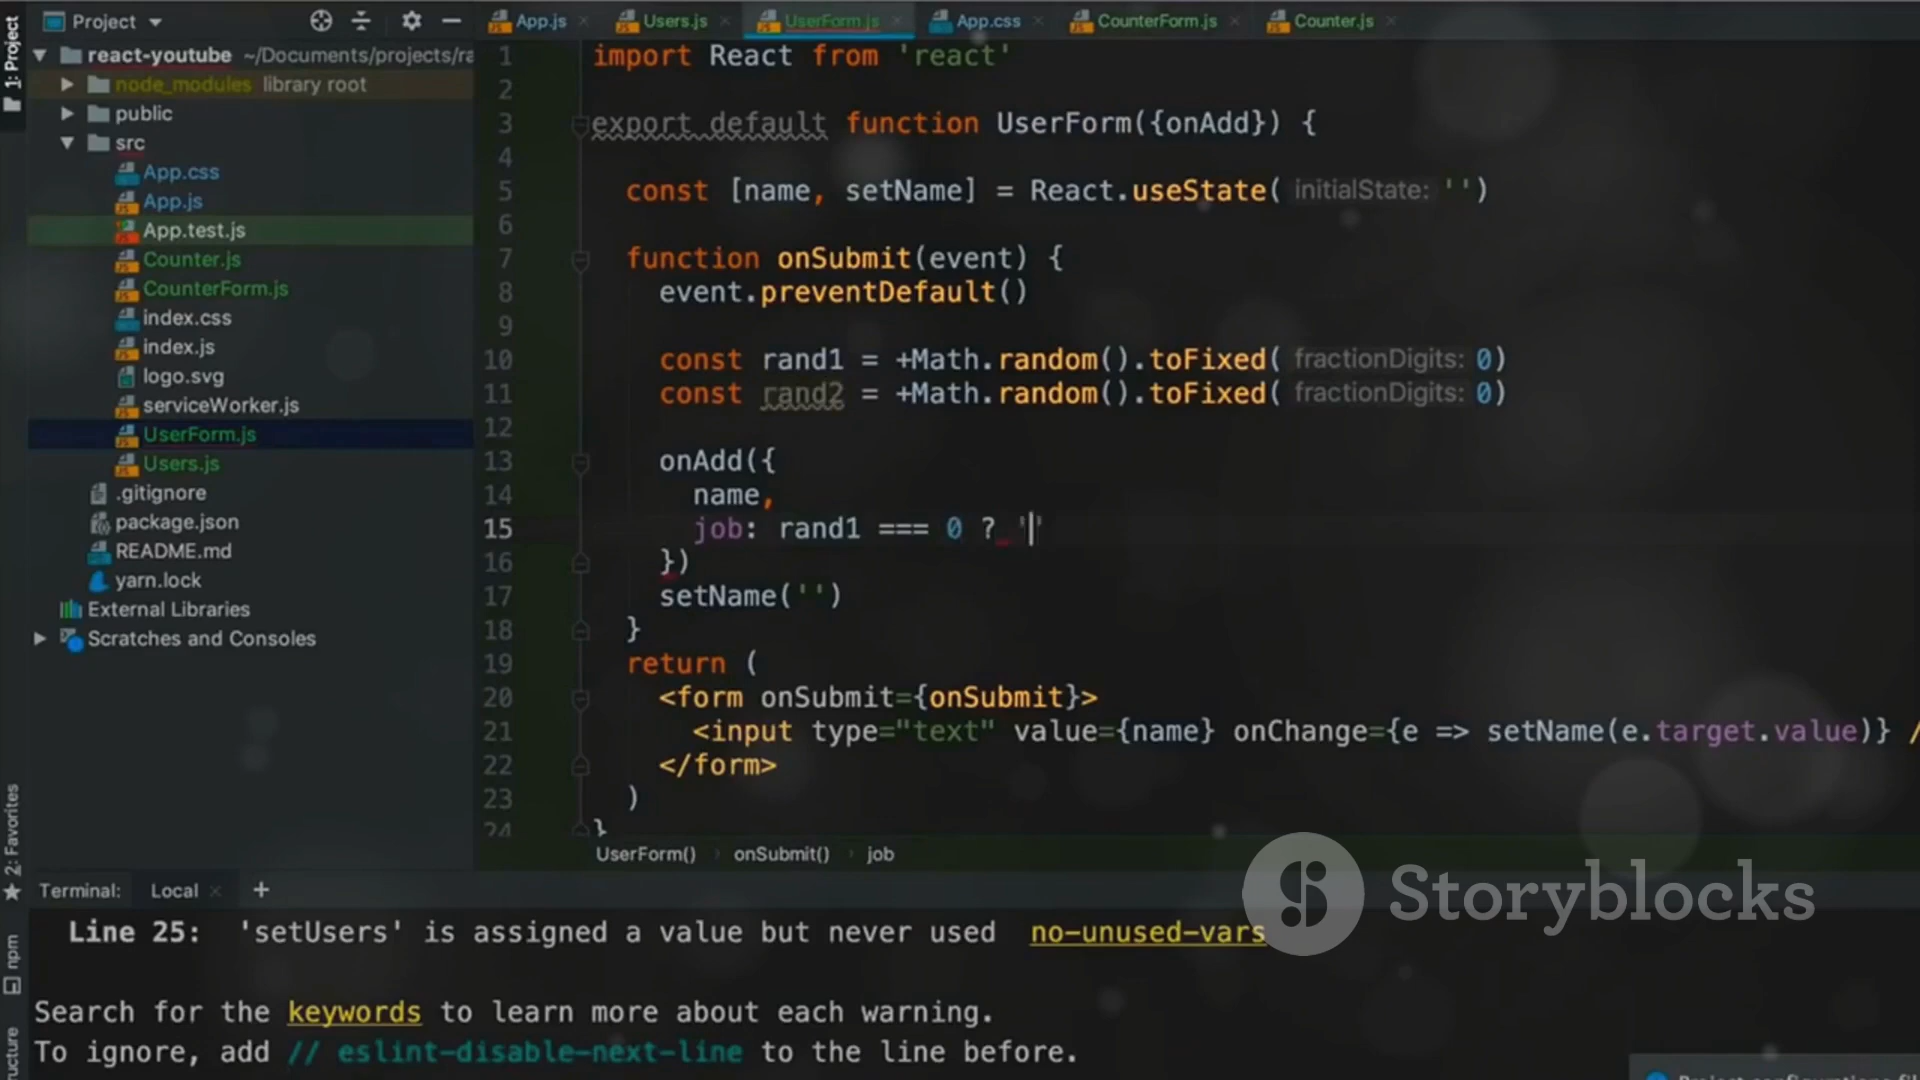 Project
App.js
Users.js
UserForm.js
App.css
CounterForm.js
Counter.js
1: Project
react-youtube ~/Documents/projects/ra
node_modules library root
public
src
App.css
App.js
App.test.js
Counter.js
CounterForm.js
index.css
index.js
logo.svg
serviceWorker.js
UserForm.js
Users.js
.gitignore
package.json
README.md
yarn.lock
External Libraries
Scratches and Consoles
1 import React from 'react'
2
3 export default function UserForm({onAdd}) {
4
5 const [name, setName] = React.useState( initialState: '')
6
7 function onSubmit(event) {
8 event.preventDefault()
9
10 const rand1 = +Math.random().toFixed( fractionDigits: 0)
11 const rand2 = +Math.random().toFixed( fractionDigits: 0)
12
13 onAdd({
14 name,
15 job: rand1 === 0 ? ''
16 })
17 setName('')
18 }
19 return (
20 <form onSubmit={onSubmit}>
21 <input type="text" value={name} onChange={e => setName(e.target.value)} /
22 </form>
23 )
24 }
UserForm() onSubmit() job
2: Favorites
npm
Terminal: Local +
Storyblocks
Line 25: 'setUsers' is assigned a value but never used no-unused-vars
Search for the keywords to learn more about each warning.
To ignore, add // eslint-disable-next-line to the line before.